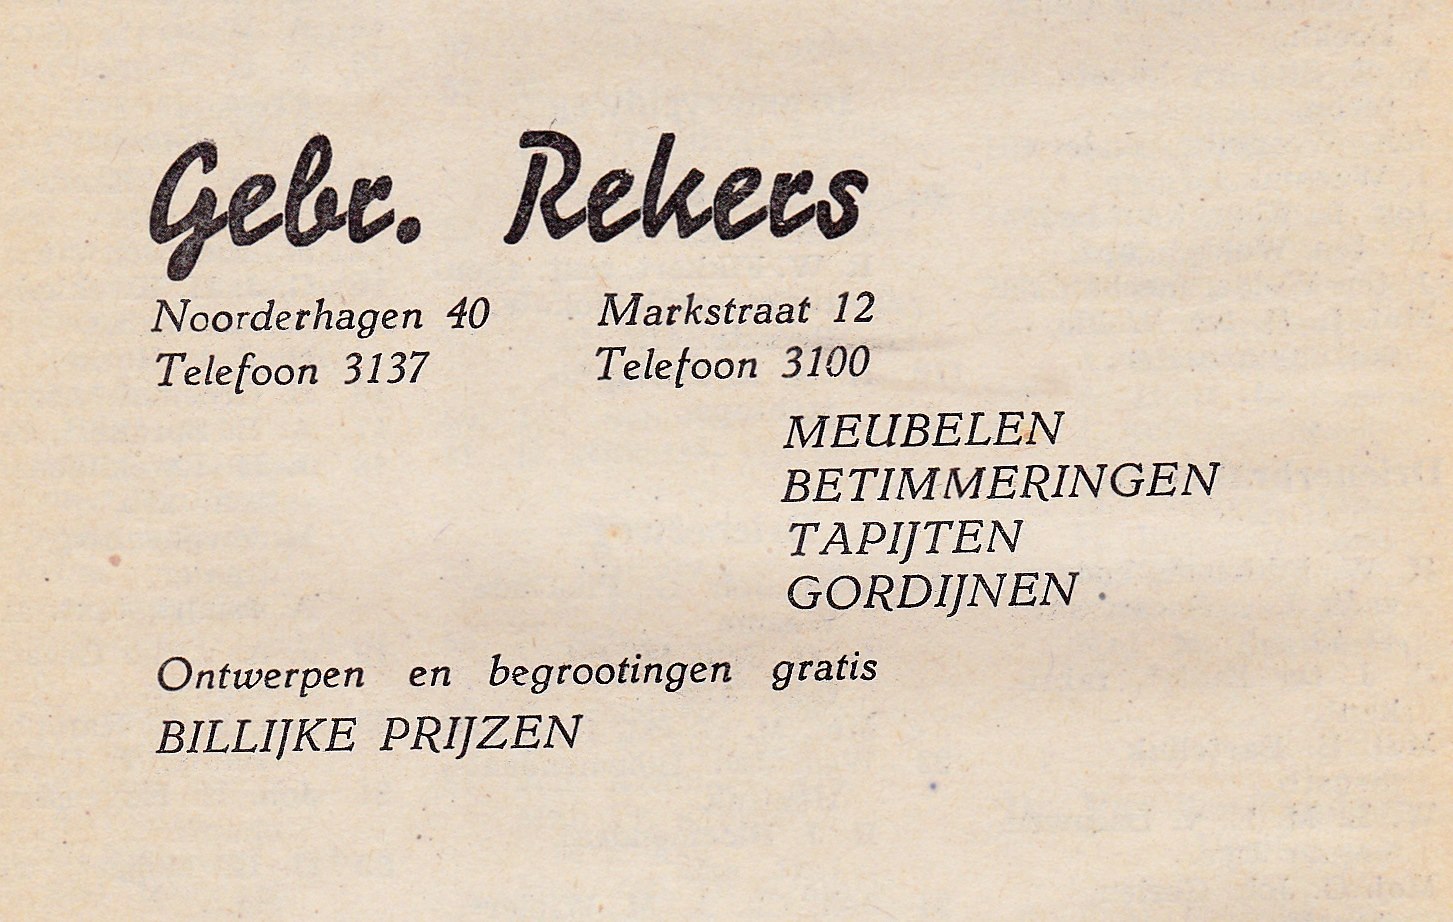 Gebr. Rekers
Noorderhagen 40 Markstraat 12
Telefoon 3137 Telefoon 3100
MEUBELEN
BETIMMERINGEN
TAPIJTEN
GORDIJNEN
Ontwerpen en begrootingen gratis
BILLIJKE PRIJZEN